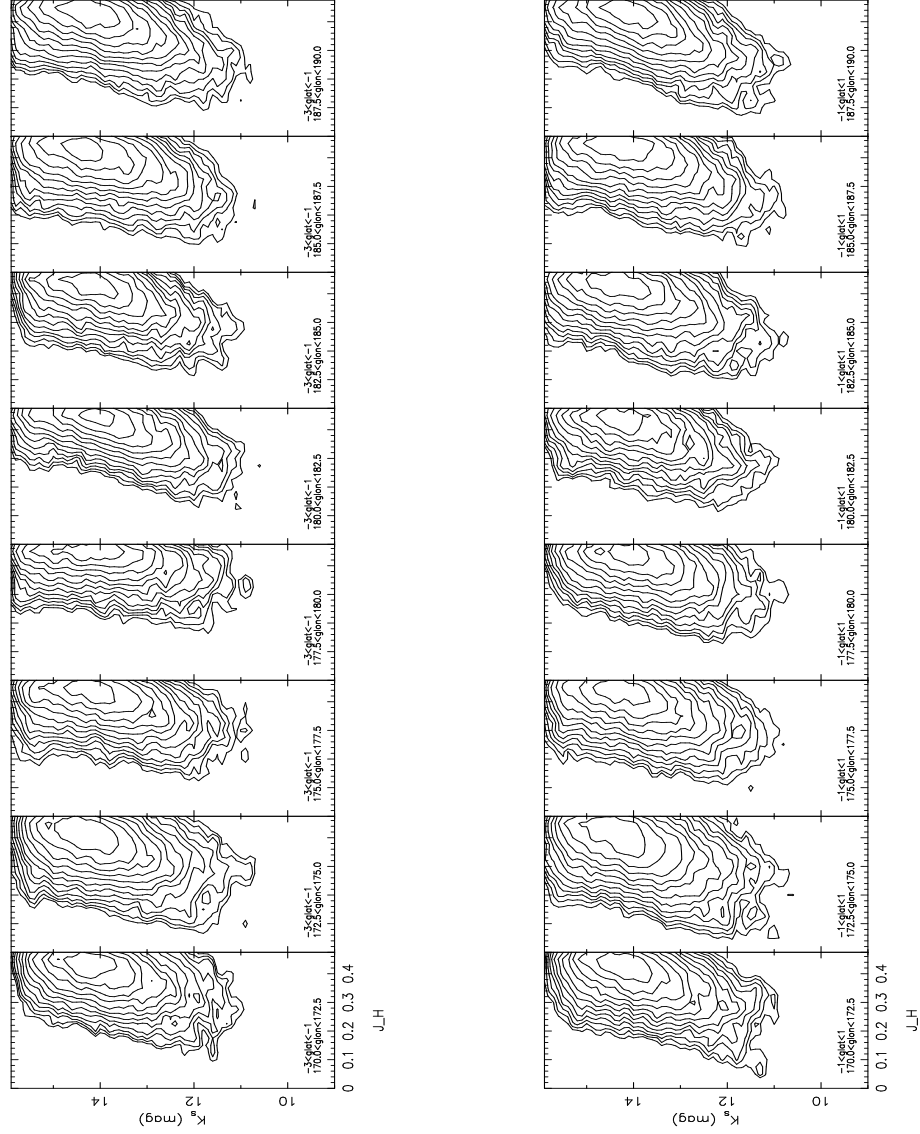 -3<glat<-1
187.5<glon<190.0
-3<glat<-1
185.0<glon<187.5
-3<glat<-1
182.5<glon<185.0
-3<glat<-1
180.0<glon<182.5
-3<glat<-1
177.5<glon<180.0
-3<glat<-1
175.0<glon<177.5
-3<glat<-1
172.5<glon<175.0
-3<glat<-1
170.0<glon<172.5
0 0.1 0.2 0.3 0.4
J_H
14 12 10
K_s (mag)
-1<glat<1
187.5<glon<190.0
-1<glat<1
185.0<glon<187.5
-1<glat<1
182.5<glon<185.0
-1<glat<1
180.0<glon<182.5
-1<glat<1
177.5<glon<180.0
-1<glat<1
175.0<glon<177.5
-1<glat<1
172.5<glon<175.0
-1<glat<1
170.0<glon<172.5
0 0.1 0.2 0.3 0.4
J_H
14 12 10
K_s (mag)